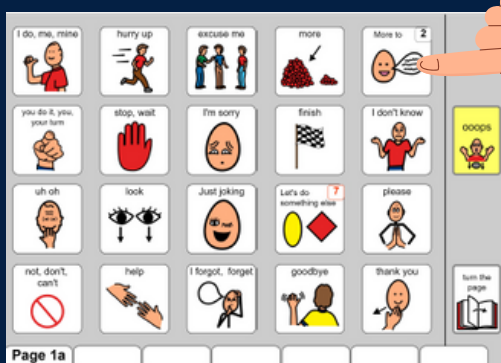 I do, me, mine
hurry up
excuse me
more
More to
2
you do it, you,
your turn
stop, wait
I'm sorry
finish
I don't know
ooops
uh oh
look
Just joking
Let's do
something else
7
please
not, don't,
can't
help
I forgot, forget
goodbye
thank you
turn the
page
Page 1a